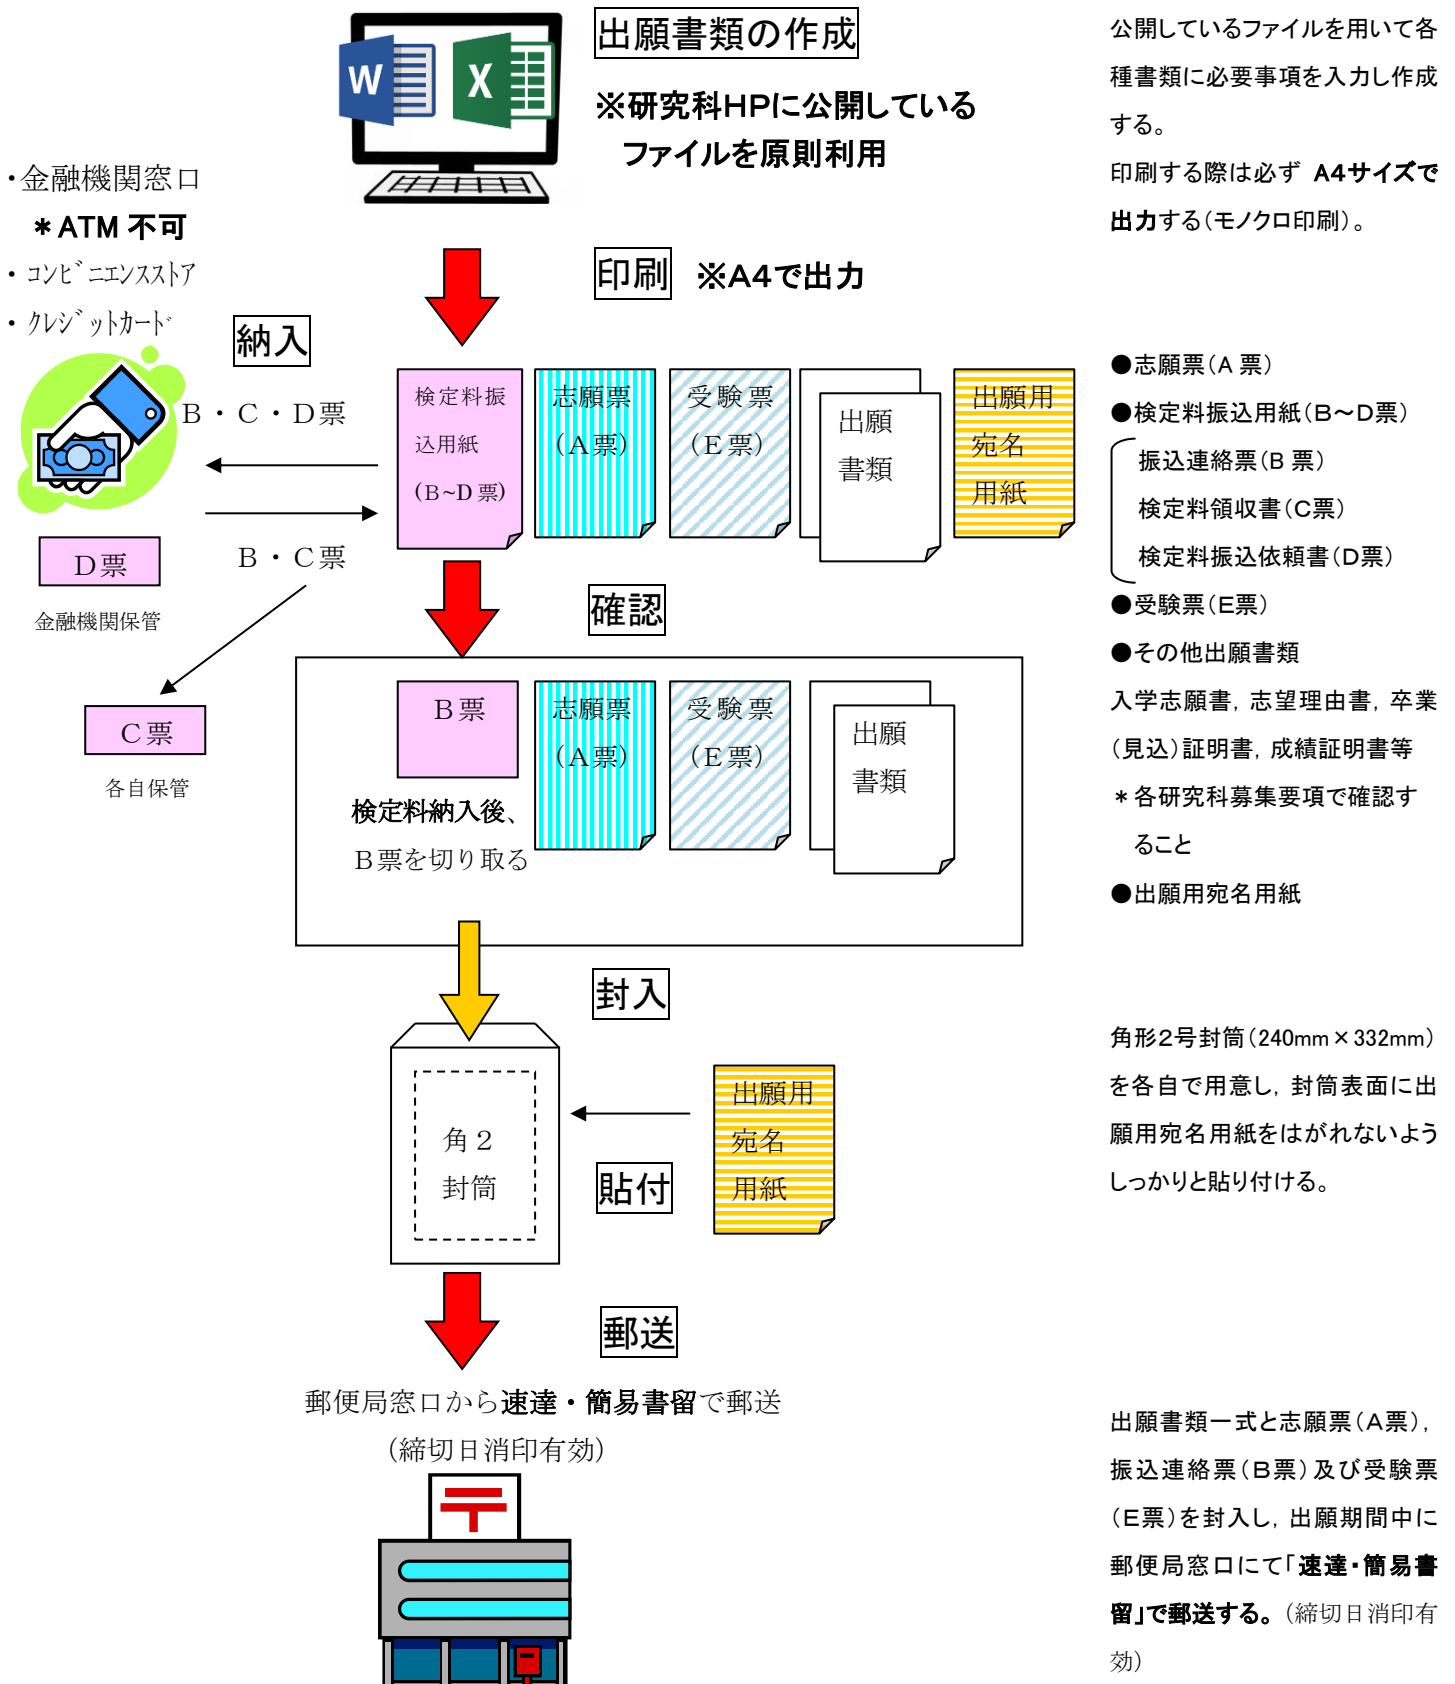 W X
出願書類の作成
※研究科HPに公開している
ファイルを原則利用
公開しているファイルを用いて各
種書類に必要事項を入力し作成
する。
印刷する際は必ず A4サイズで
出力する（モノクロ印刷）。
・金融機関窓口
＊ATM 不可
・コンビニエンスストア
・クレジットカード
印刷 ※A4で出力
納入
B・C・D票
B・C票
D票
金融機関保管
C票
各自保管
検定料振
込用紙
(B~D 票)
志願票
（A票）
受験票
（E票）
出願
書類
出願用
宛名
用紙
●志願票（A 票）
●検定料振込用紙（B～D票）
振込連絡票（B 票）
検定料領収書（C票）
検定料振込依頼書（D票）
●受験票（E票）
●その他出願書類
入学志願書，志望理由書，卒業
（見込）証明書，成績証明書等
＊各研究科募集要項で確認す
ること
●出願用宛名用紙
確認
B票
志願票
（A票）
受験票
（E票）
出願
書類
検定料納入後、
B票を切り取る
封入
角２
封筒
出願用
宛名
用紙
貼付
角形2号封筒（240mm×332mm）
を各自で用意し，封筒表面に出
願用宛名用紙をはがれないよう
しっかりと貼り付ける。
郵送
郵便局窓口から速達・簡易書留で郵送
（締切日消印有効）
〒
出願書類一式と志願票（A票），
振込連絡票（B票）及び受験票
（E票）を封入し，出願期間中に
郵便局窓口にて「速達・簡易書
留」で郵送する。（締切日消印有
効）